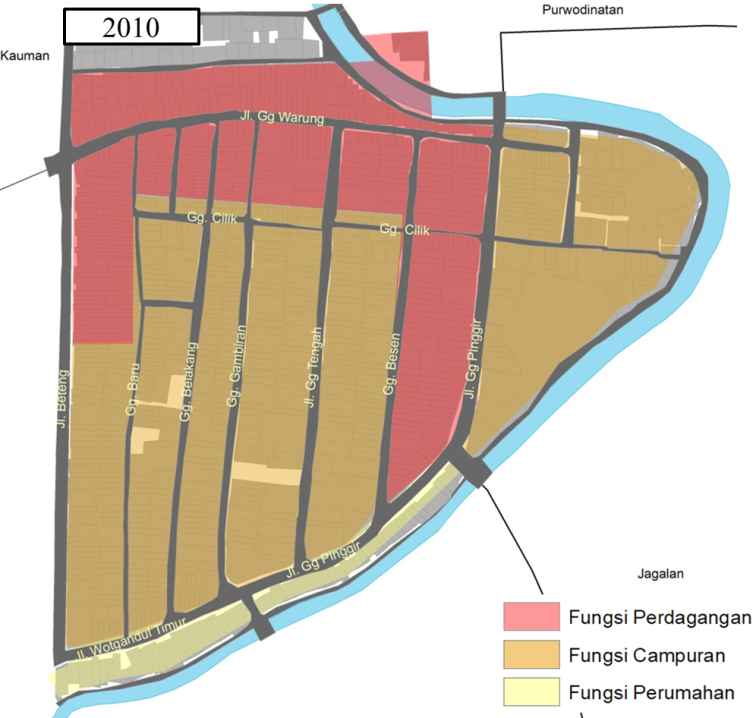 Purwodinatan
2010
Kauman
Jl. Gg Warung
Gg. Cilik
Gg. Cilik
Jl. Beteng
Gg. Baru
Gg. Belakang
Gg. Gambiran
Jl. Gg Tengah
Gg. Besen
Jl. Gg Pinggir
Jl. Gg Pinggir
Jl. Wotgandul Timur
Jagalan
Fungsi Perdagangan
Fungsi Campuran
Fungsi Perumahan